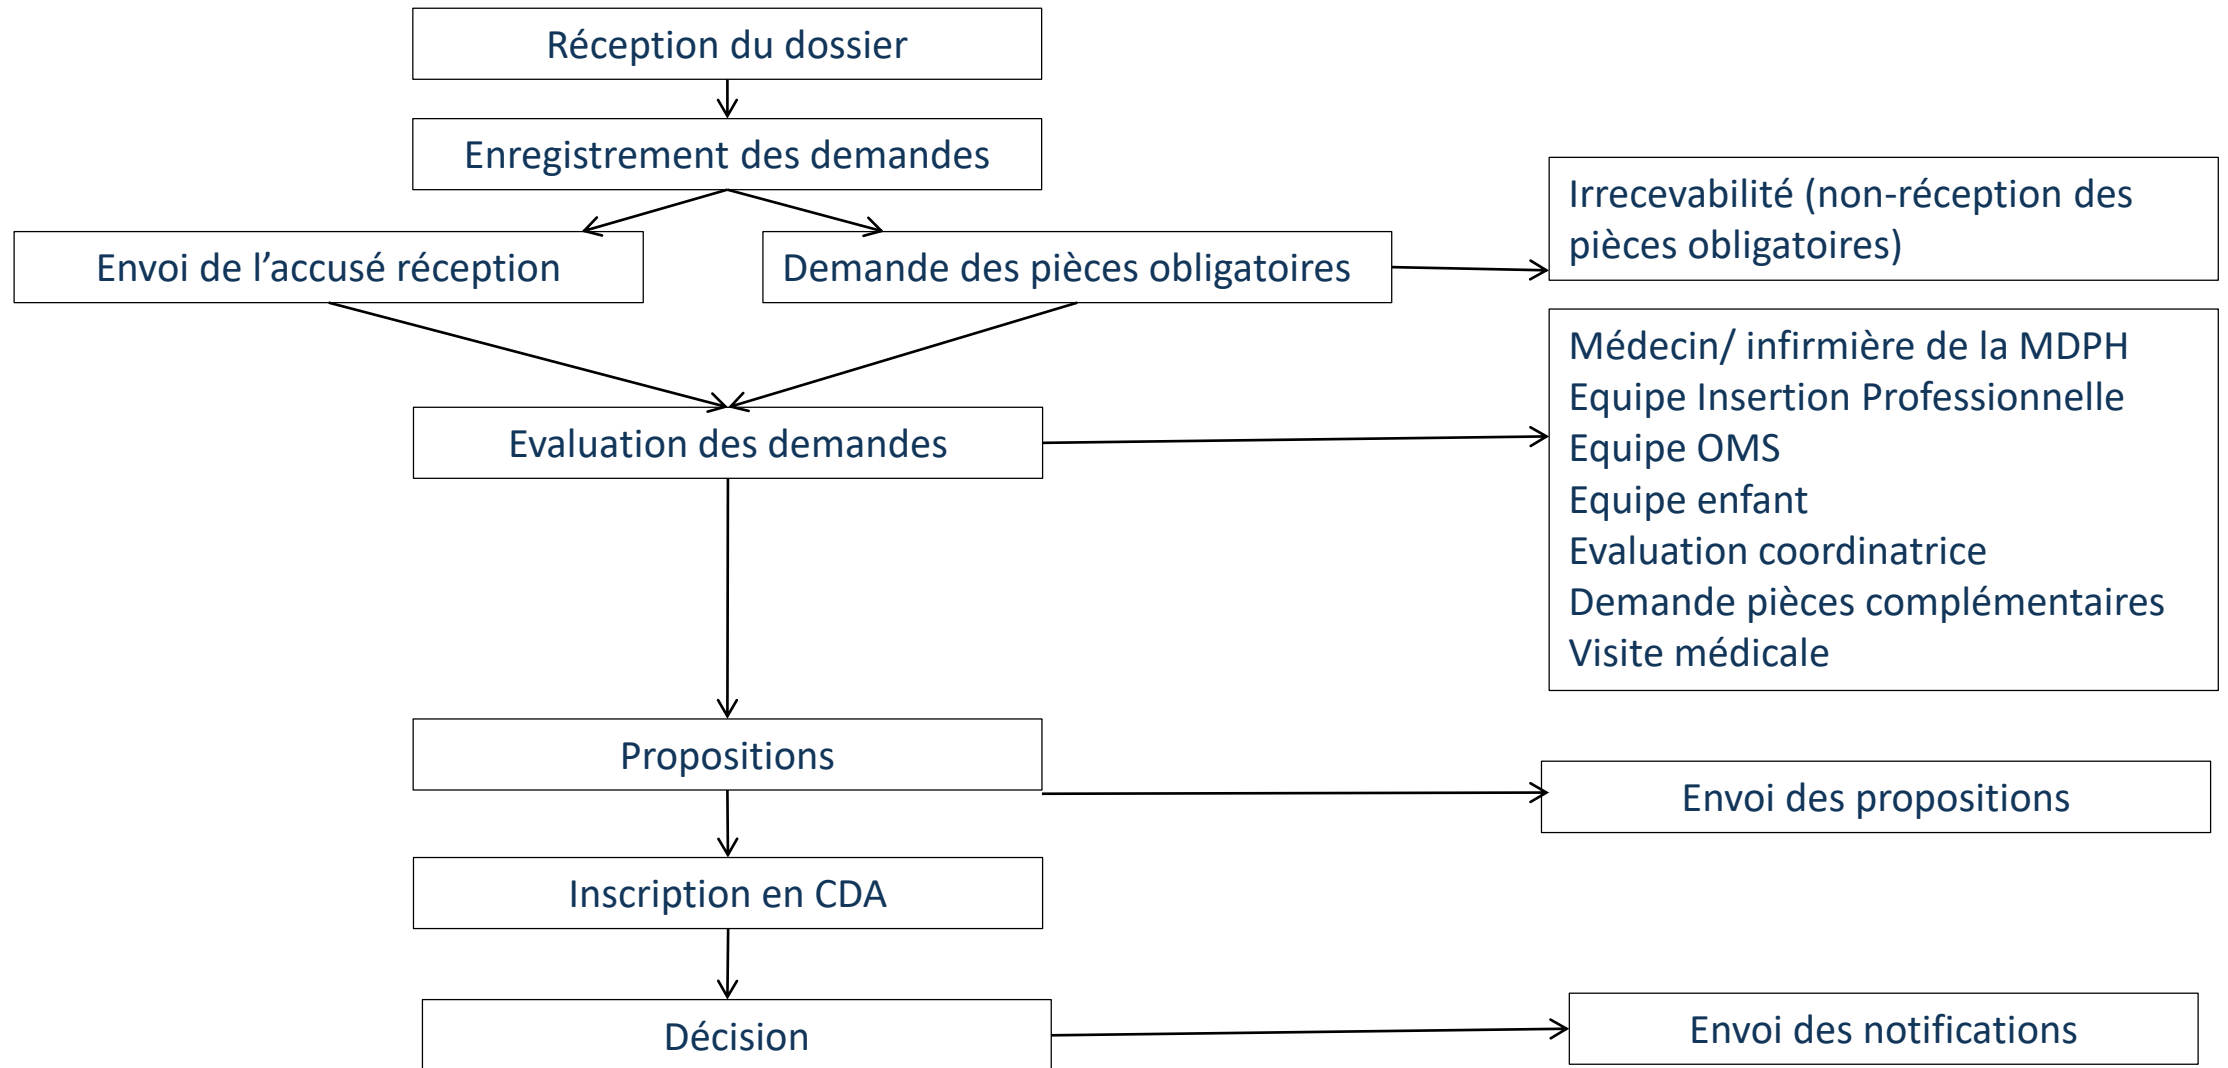 Réception du dossier
Enregistrement des demandes
Irrecevabilité (non-réception des
pièces obligatoires)
Envoi de l’accusé réception
Demande des pièces obligatoires
Médecin/ infirmière de la MDPH
Equipe Insertion Professionnelle
Equipe OMS
Equipe enfant
Evaluation coordinatrice
Demande pièces complémentaires
Visite médicale
Evaluation des demandes
Propositions
Envoi des propositions
Inscription en CDA
Décision
Envoi des notifications